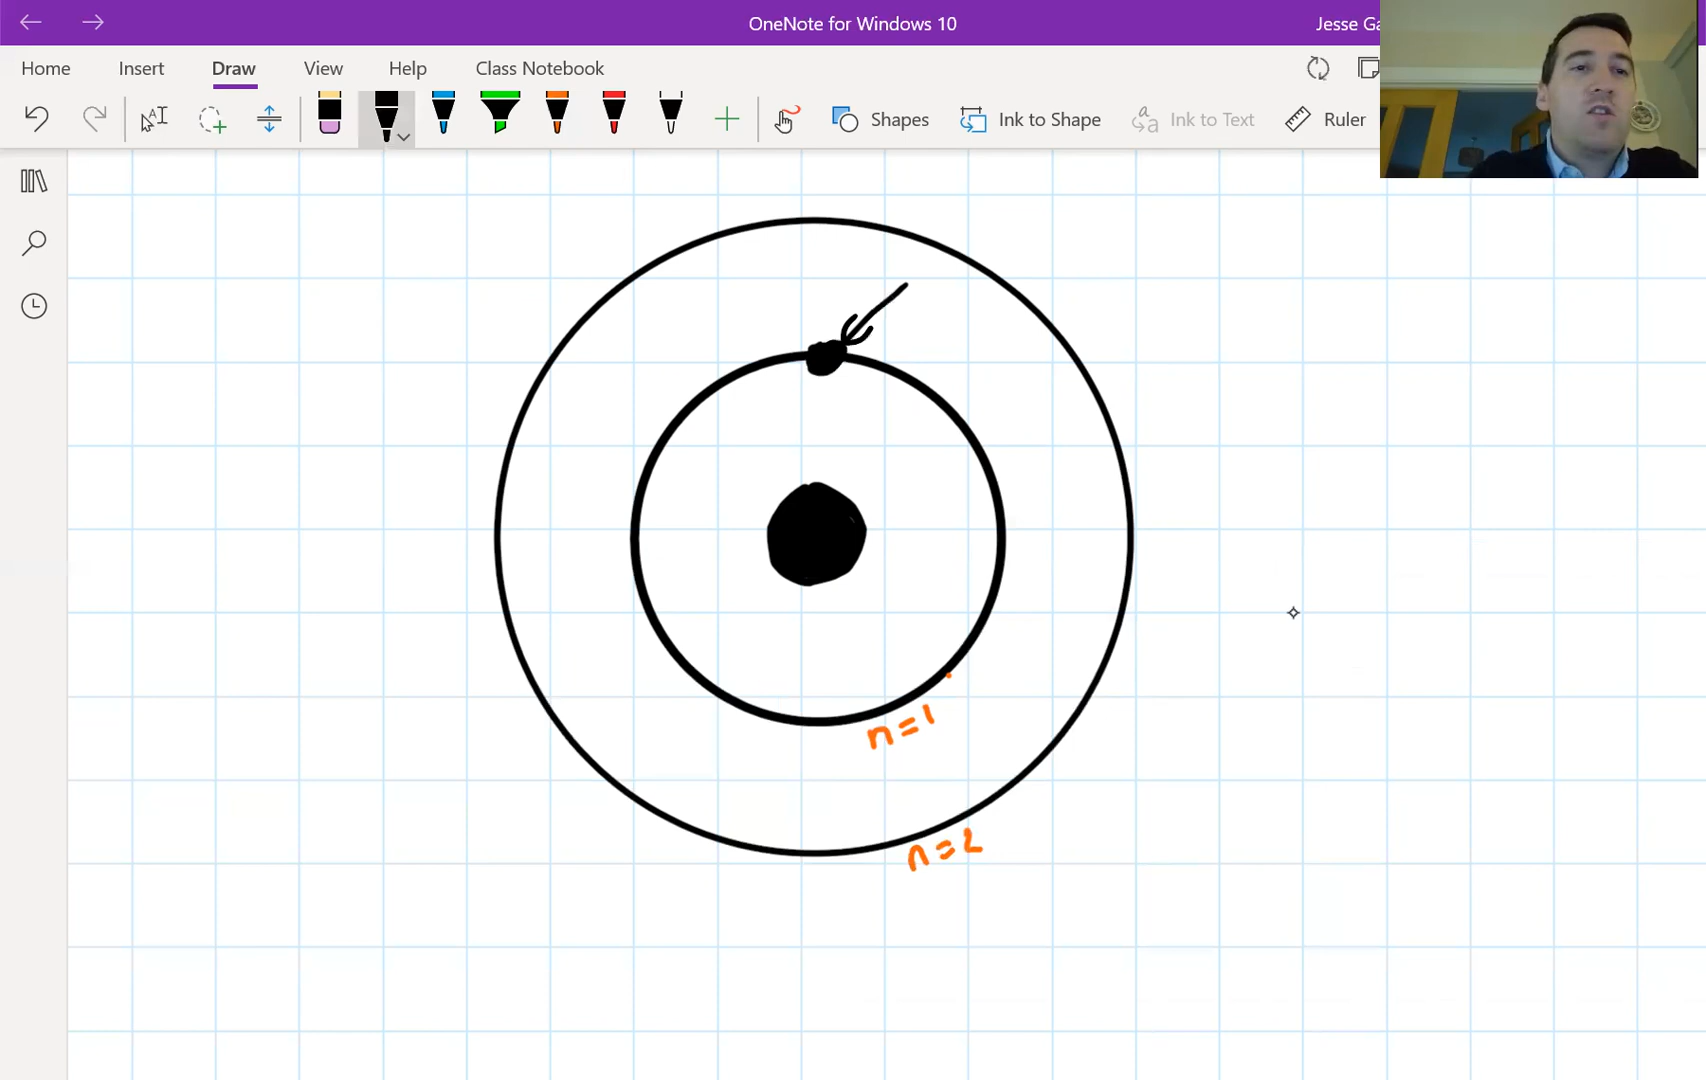 OneNote for Windows 10
Jesse Ga
Home Insert Draw View Help Class Notebook
Shapes Ink to Shape Ink to Text Ruler
n=1
n=2